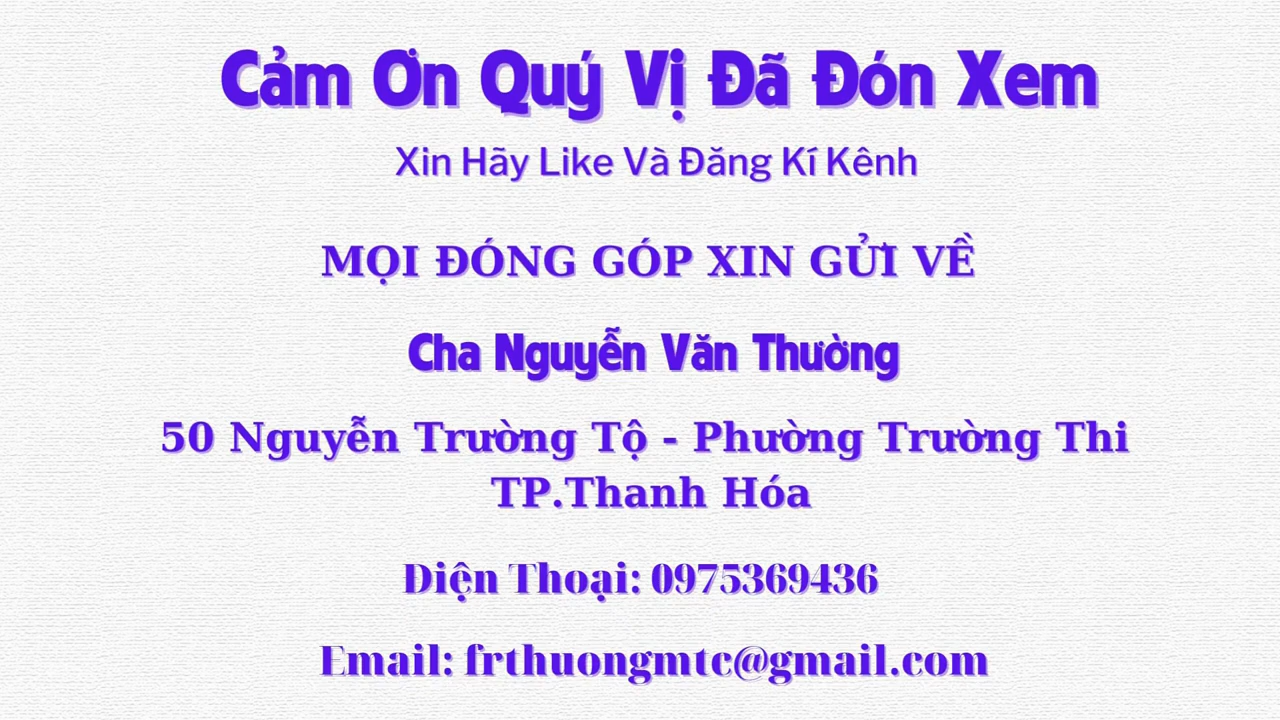 Cảm Ơn Quý Vị Đã Đón Xem
Xin Hãy Like Và Đăng Kí Kênh
MỌI ĐÓNG GÓP XIN GỬI VỀ
Cha Nguyễn Văn Thường
50 Nguyễn Trường Tộ - Phường Trường Thi
TP.Thanh Hóa
Điện Thoại: 0975369436
Email: frthuongmtc@gmail.com